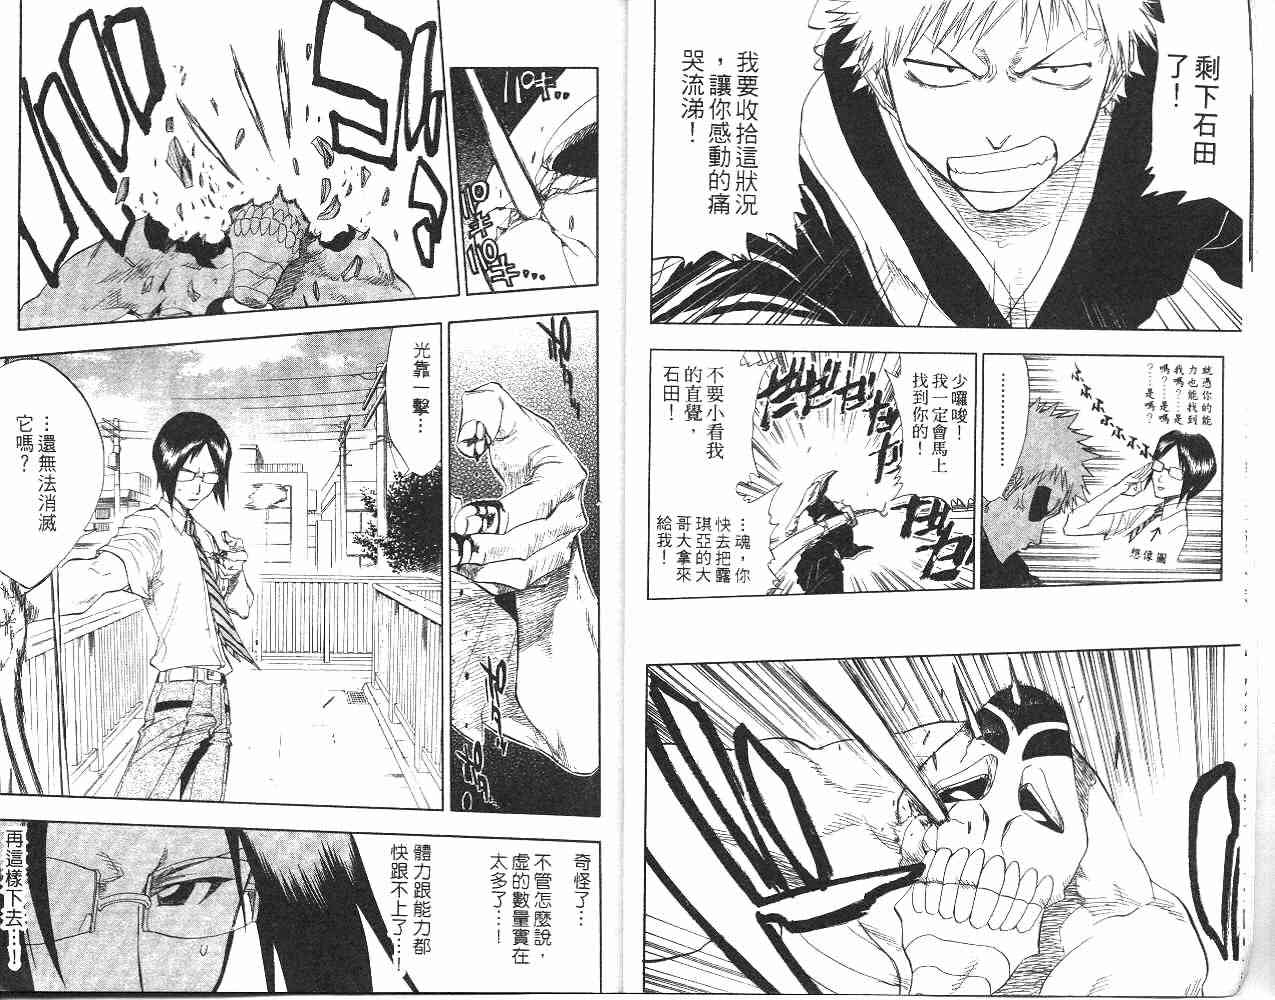 剩下石田
了！
我要收拾這狀況
，讓你感動的痛
哭流涕！
就憑你的能
力也能找到
我嗎？…是
嗎？…是
？…是嗎？
ふ、ふ、ふ、ふ、ふ
想像圖
…………………
少囉唆！
我一定會馬上
找到你的！
不要小看我
的直覺，
石田！
…魂，你
快去把露
琪亞的大
哥大拿來
給我！
光靠一擊…
…還無法消滅
它嗎？
奇怪了…
不管怎麼說，
虛的數量實在
太多了…！
體力跟能力都
快跟不上了…！
再這樣下去…！